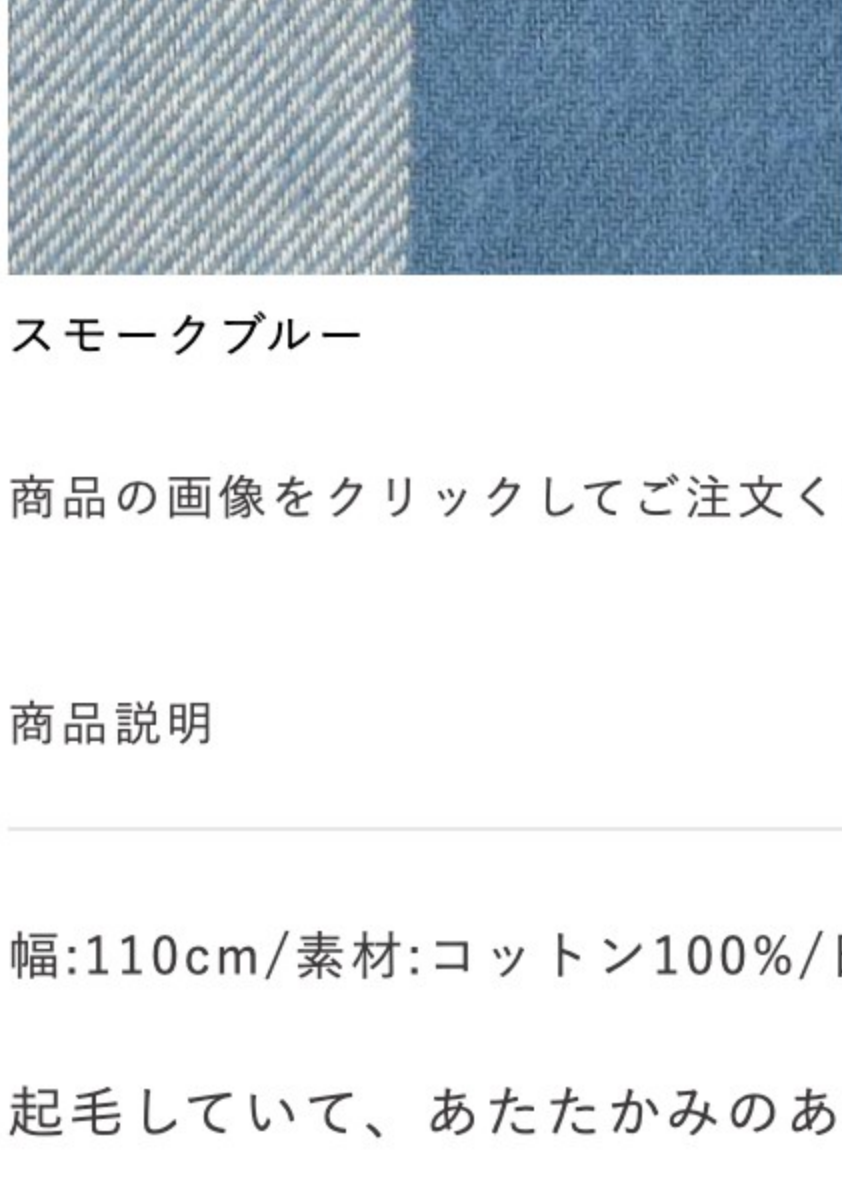 スモークブルー
商品の画像をクリックしてご注文く
商品説明
幅:110cm/素材:コットン100%/
起毛していて、あたたかみのあ